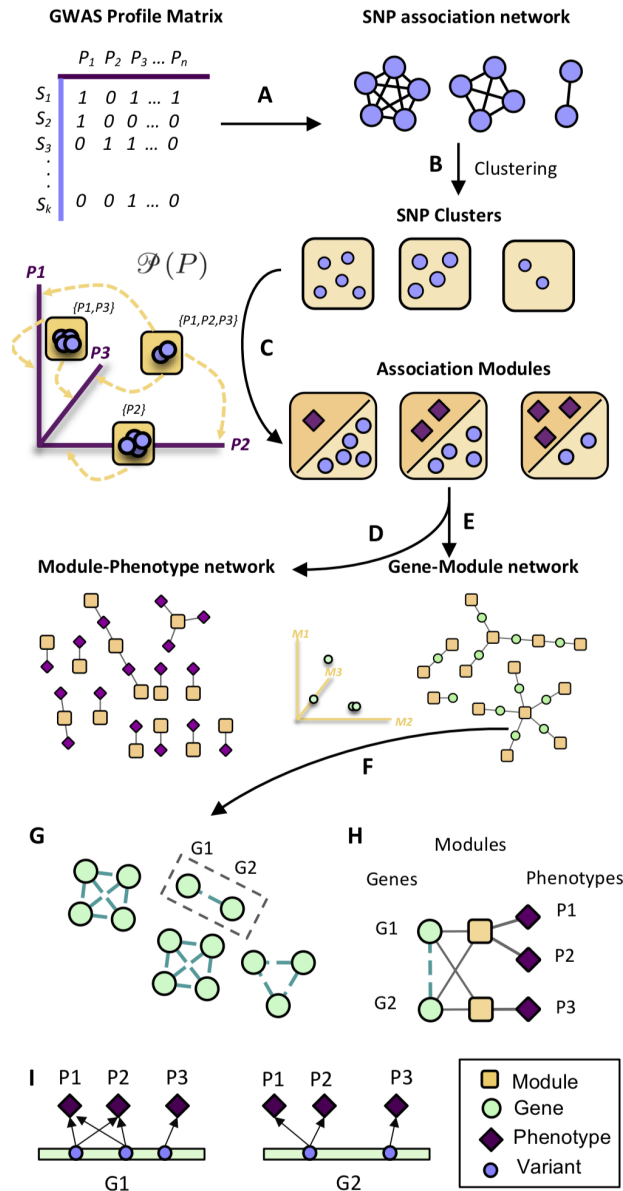 GWAS Profile Matrix
SNP association network
P1 P2 P3 ... Pn
S1 1 0 1 ... 1
S2 1 0 0 ... 0
S3 0 1 1 ... 0
.
.
.
Sk 0 0 1 ... 0
A
B
Clustering
SNP Clusters
𝒫(P)
P1
{P1,P3}
{P1,P2,P3}
P3
{P2}
P2
C
Association Modules
D
E
Module-Phenotype network
Gene-Module network
M1
M3
M2
F
G
G1
G2
H
Modules
Genes
Phenotypes
G1
G2
P1
P2
P3
I
P1 P2 P3
G1
P1 P2 P3
G2
Module
Gene
Phenotype
Variant